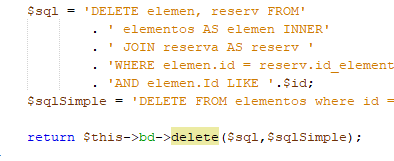 $sql = 'DELETE elemen, reserv FROM'
. ' elementos AS elemen INNER'
. ' JOIN reserva AS reserv '
. 'WHERE elemen.id = reserv.id_element
. 'AND elemen.Id LIKE '.$id;
$sqlSimple = 'DELETE FROM elementos where id =
return $this->bd->delete($sql,$sqlSimple);